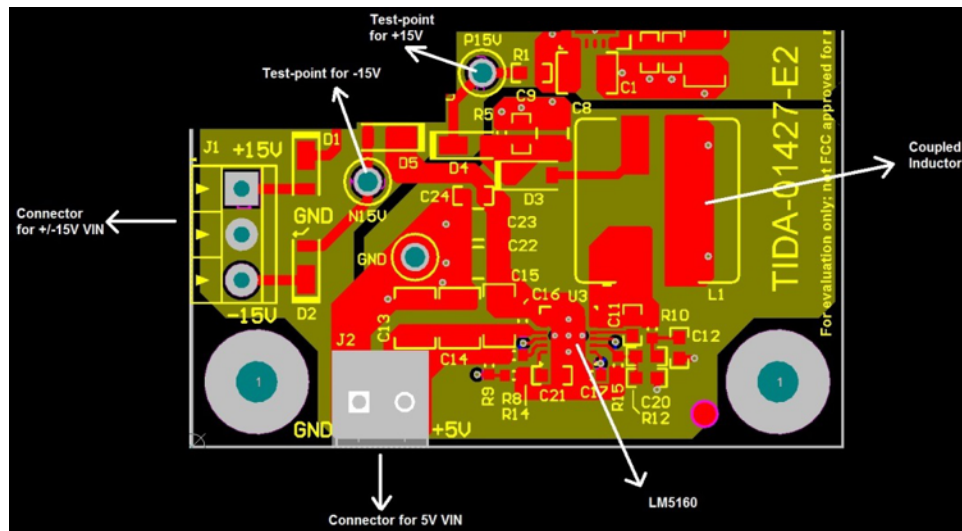 Test-point
for +15V
P15V
R1
Test-point for -15V
C9
C8
C1
R5
J1
+15V
D1
D5
D4
D3
Coupled
Inductor
GND
N15V
C24
C23
Connector
for +/-15V VIN
GND
C22
C15
L1
-15V
D2
C13
C16
U3
C11
R10
C12
J2
C14
1
1
R9
R8
R14
C21
C17
R15
C20
R12
GND
+5V
LM5160
Connector for 5V VIN
TIDA-01427-E2
For evaluation only; not FCC approved for r